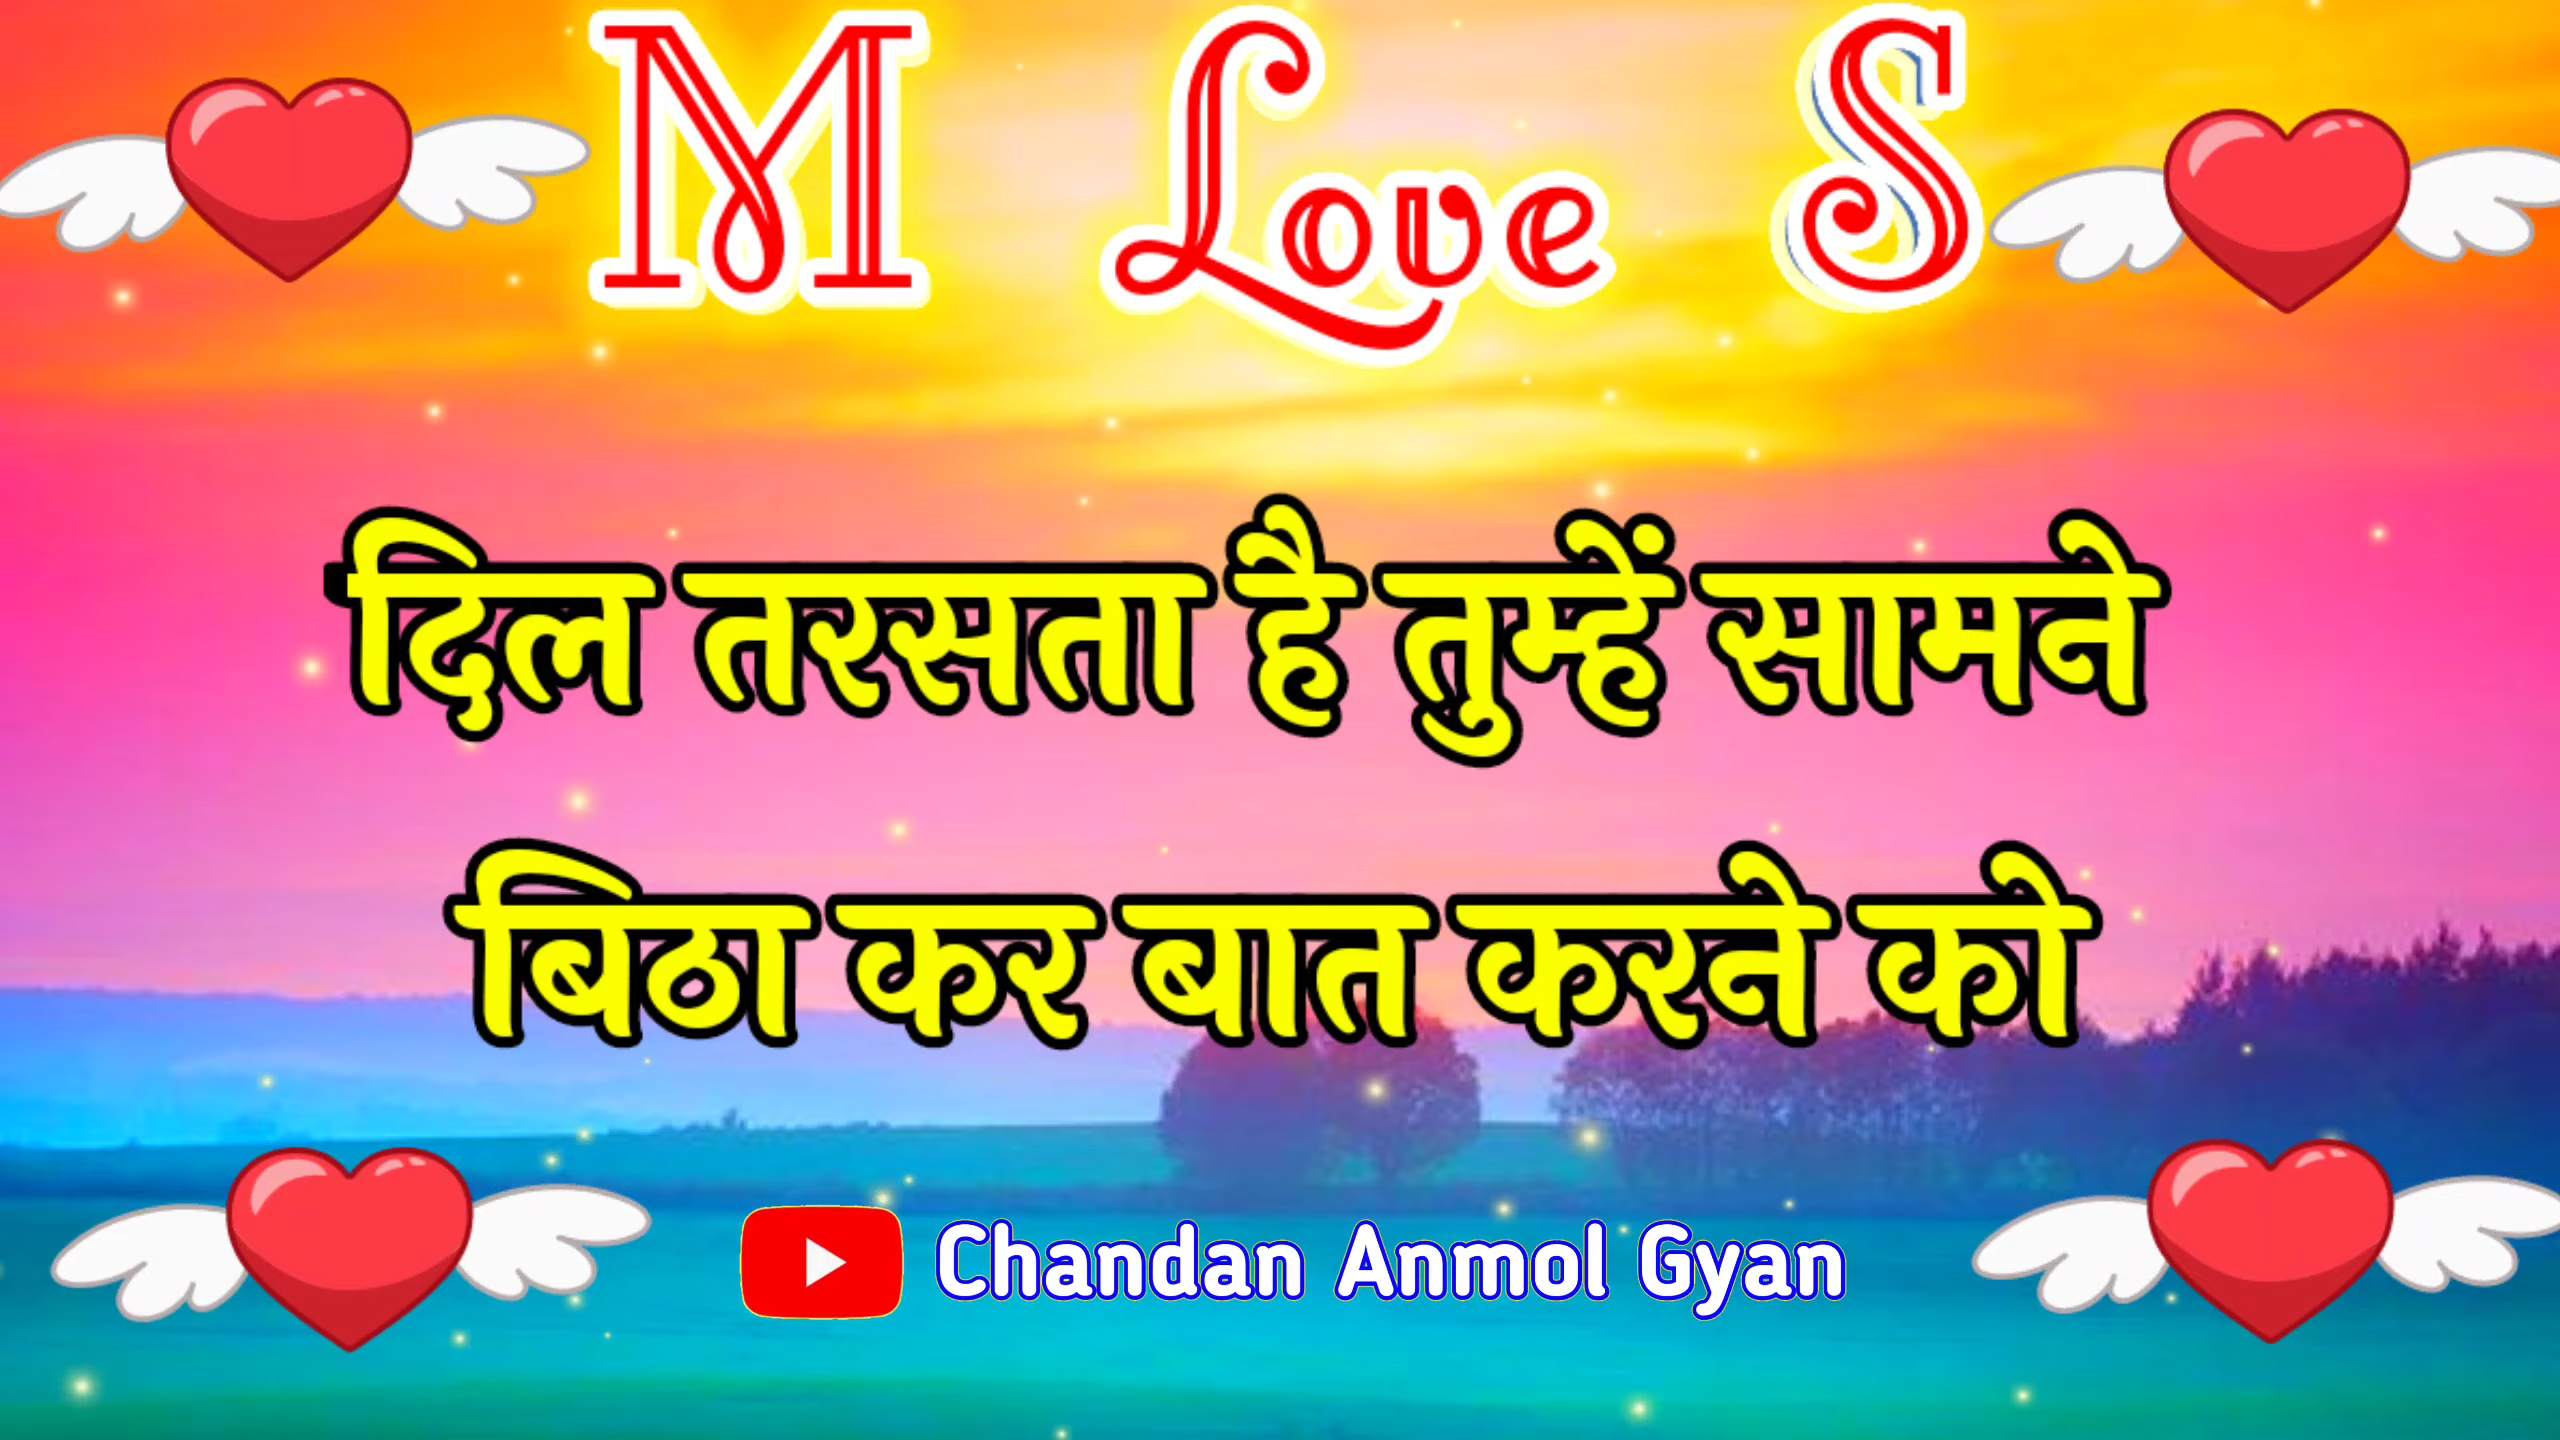 M Love S
दिल तरसता है तुम्हें सामने
बिठा कर बात करने को
Chandan Anmol Gyan